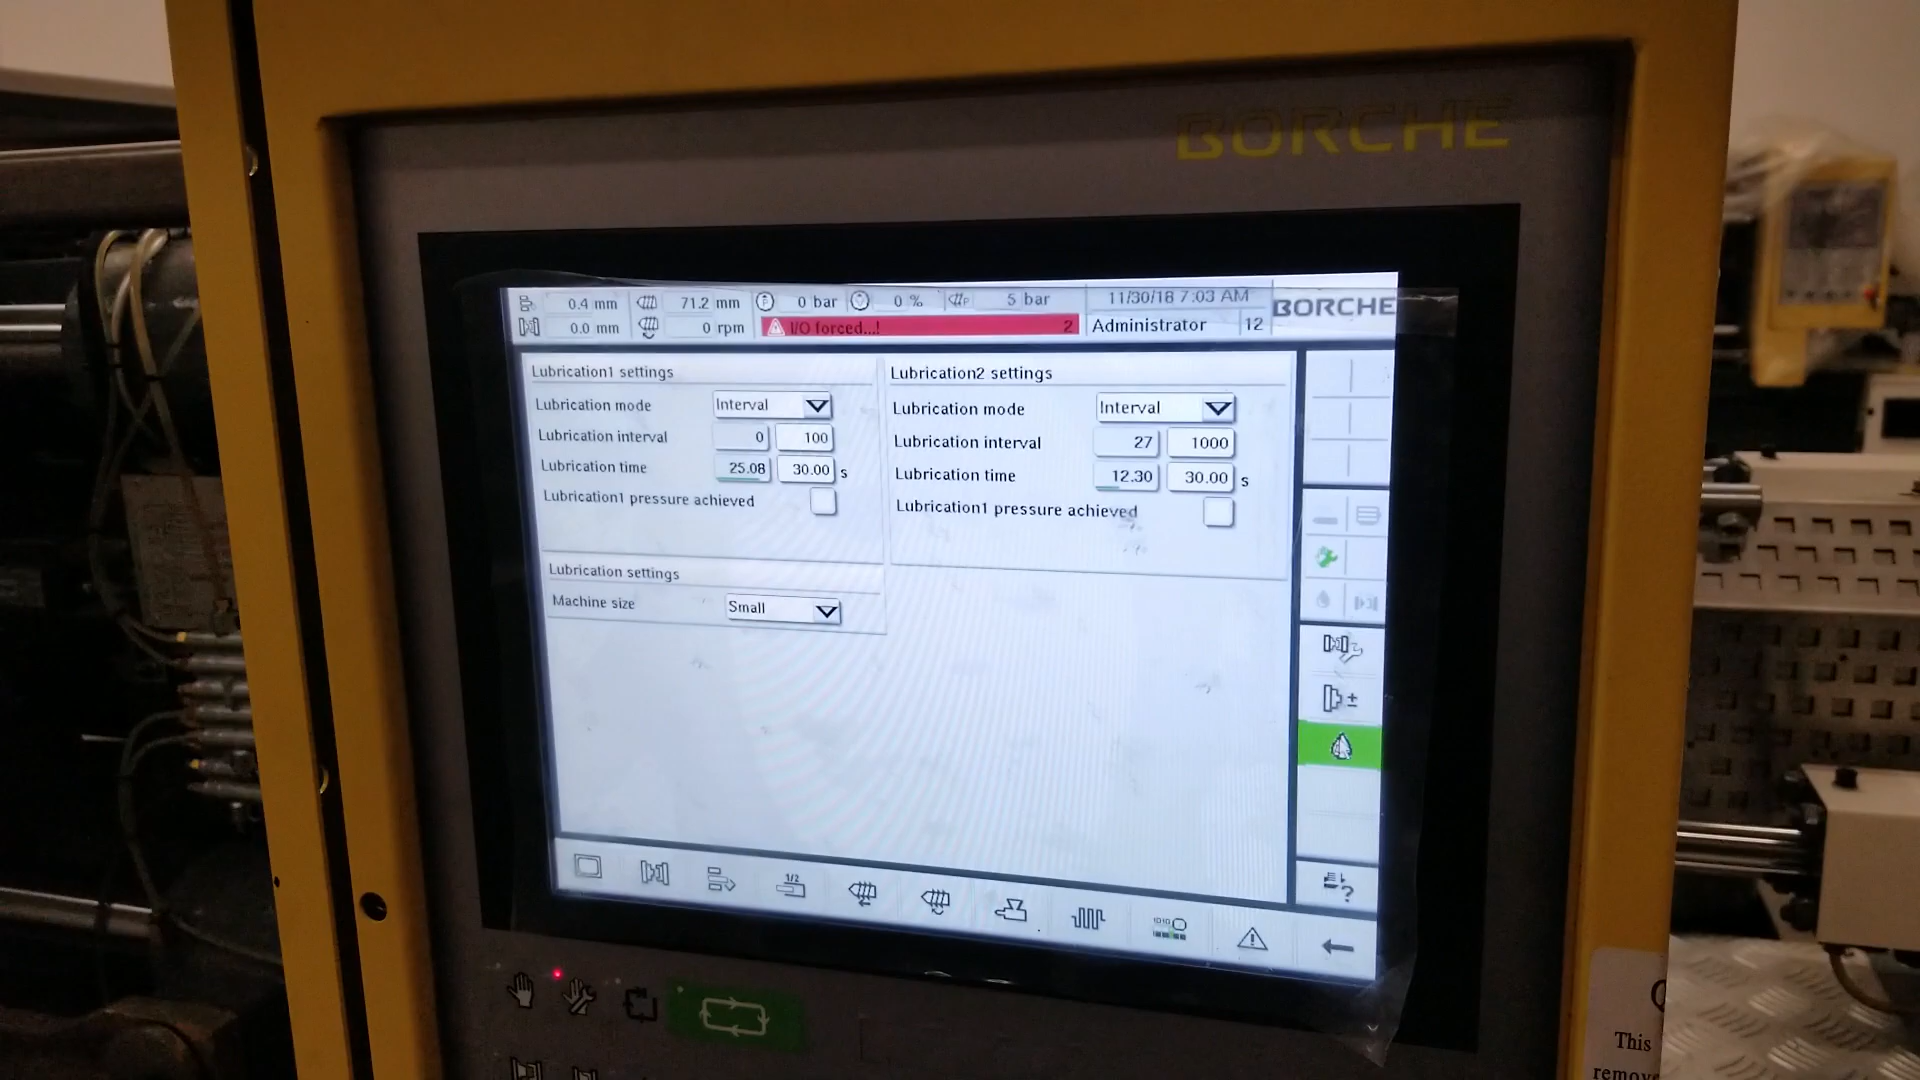 BORCHE
0.4 mm 71.2 mm 0 bar 0 % 5 bar 11/30/18 7:03 AM BORCHE
0.0 mm 0 rpm I/O forced...! 2 Administrator 12
Lubrication1 settings
Lubrication mode Interval
Lubrication interval 0 100
Lubrication time 25.08 30.00 s
Lubrication1 pressure achieved
Lubrication2 settings
Lubrication mode Interval
Lubrication interval 27 1000
Lubrication time 12.30 30.00 s
Lubrication1 pressure achieved
Lubrication settings
Machine size Small
1/2
?
This